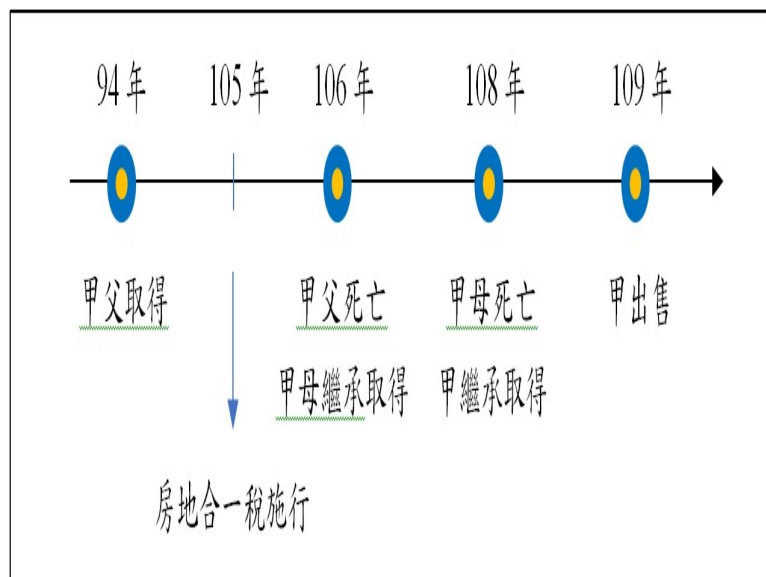 94年 105年 106年 108年 109年
甲父取得 甲父死亡 甲母死亡 甲出售
甲母繼承取得 甲繼承取得
房地合一稅施行